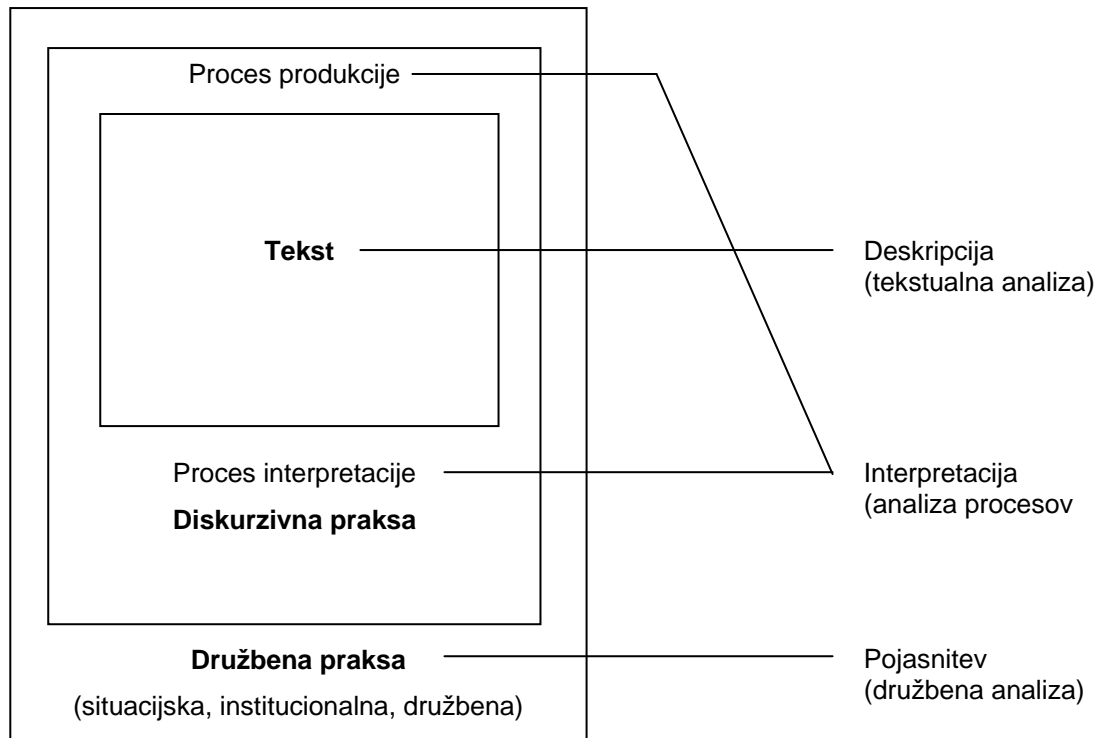 Proces produkcije
Tekst
Deskripcija
(tekstualna analiza)
Proces interpretacije
Diskurzivna praksa
Interpretacija
(analiza procesov
Družbena praksa
(situacijska, institucionalna, družbena)
Pojasnitev
(družbena analiza)